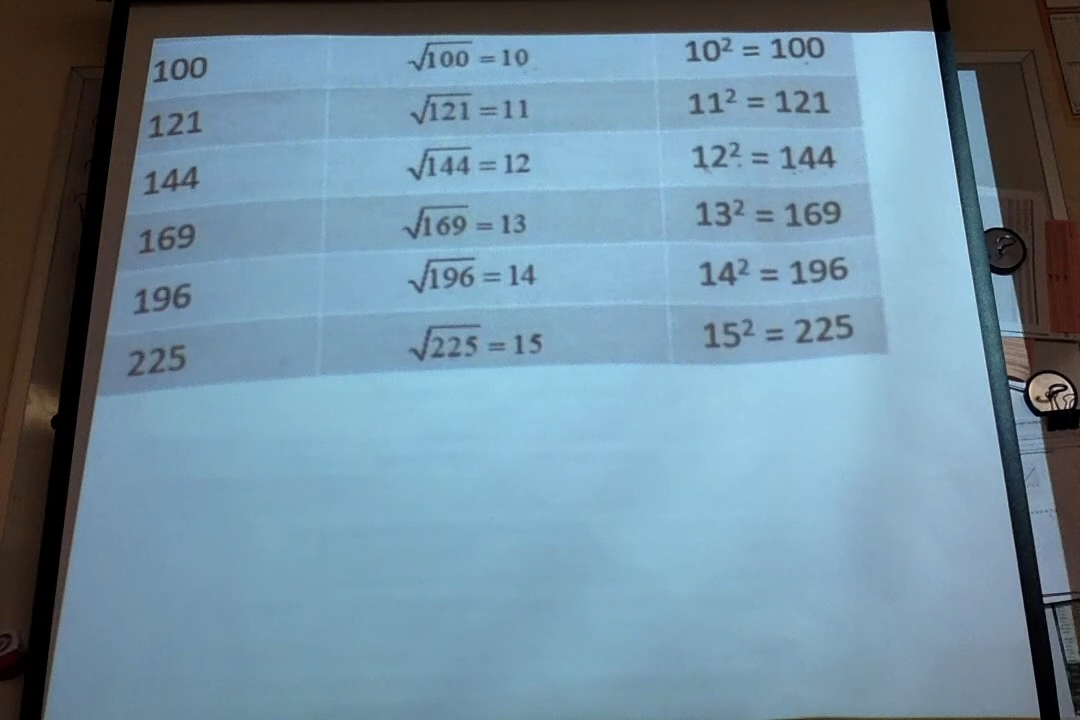 100 √100 = 10 10² = 100
121 √121 = 11 11² = 121
144 √144 = 12 12² = 144
169 √169 = 13 13² = 169
196 √196 = 14 14² = 196
225 √225 = 15 15² = 225